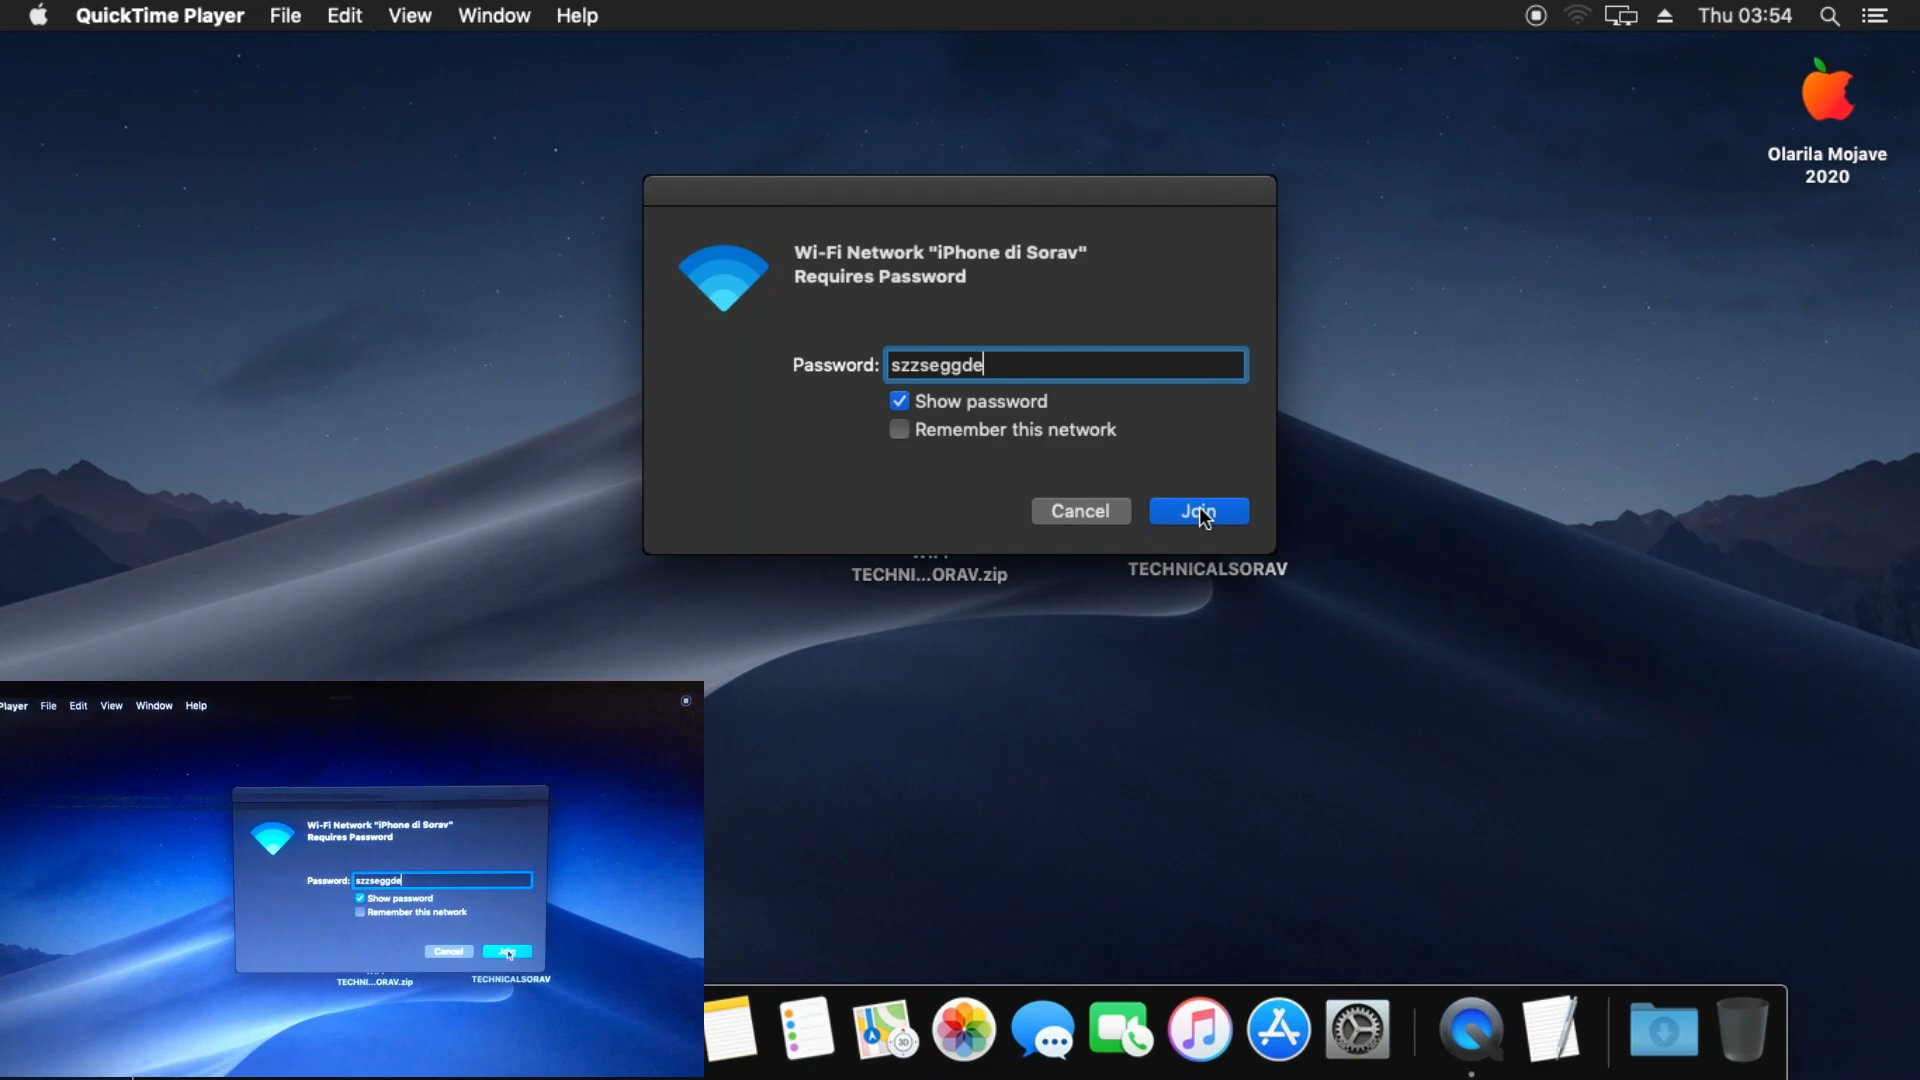 QuickTime Player File Edit View Window Help Thu 03:54
Olarila Mojave
2020
Wi-Fi Network "iPhone di Sorav"
Requires Password
Password: szzseggde
Show password
Remember this network
Cancel Join
TECHNI...ORAV.zip
TECHNICALSORAV
Player File Edit View Window Help
Wi-Fi Network "iPhone di Sorav"
Requires Password
Password: szzseggde
Show password
Remember this network
Cancel Join
TECHNI...ORAV.zip
TECHNICALSORAV
3D